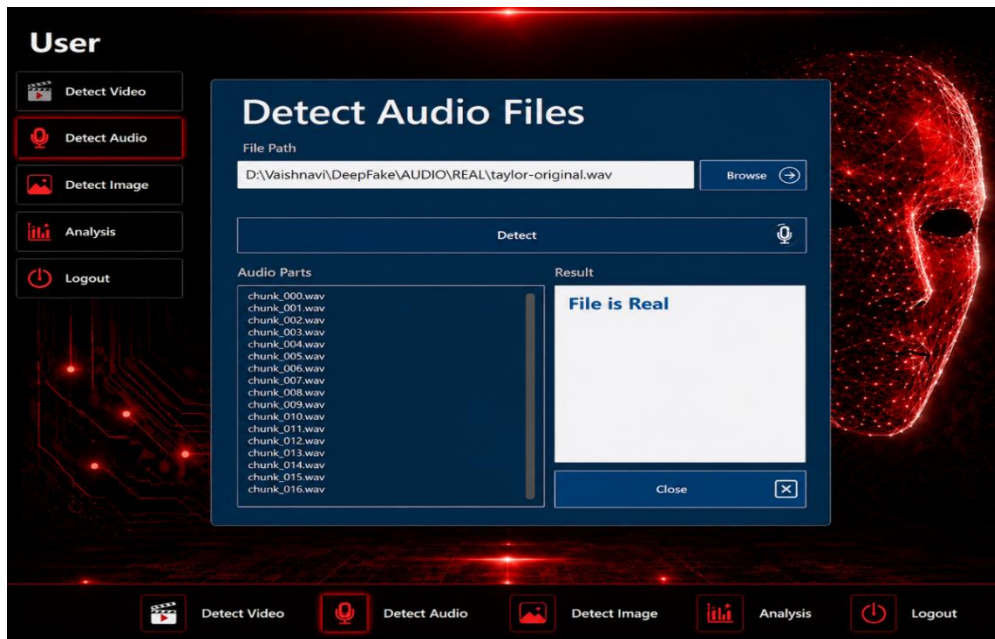 User
Detect Video
Detect Audio
Detect Image
Analysis
Logout
Detect Audio Files
File Path
D:\Vaishnavi\DeepFake\AUDIO\REAL\taylor-original.wav
Browse
Detect
Audio Parts
chunk_000.wav
chunk_001.wav
chunk_002.wav
chunk_003.wav
chunk_004.wav
chunk_005.wav
chunk_006.wav
chunk_007.wav
chunk_008.wav
chunk_009.wav
chunk_010.wav
chunk_011.wav
chunk_012.wav
chunk_013.wav
chunk_014.wav
chunk_015.wav
chunk_016.wav
Result
File is Real
Close
Detect Video Detect Audio Detect Image Analysis Logout